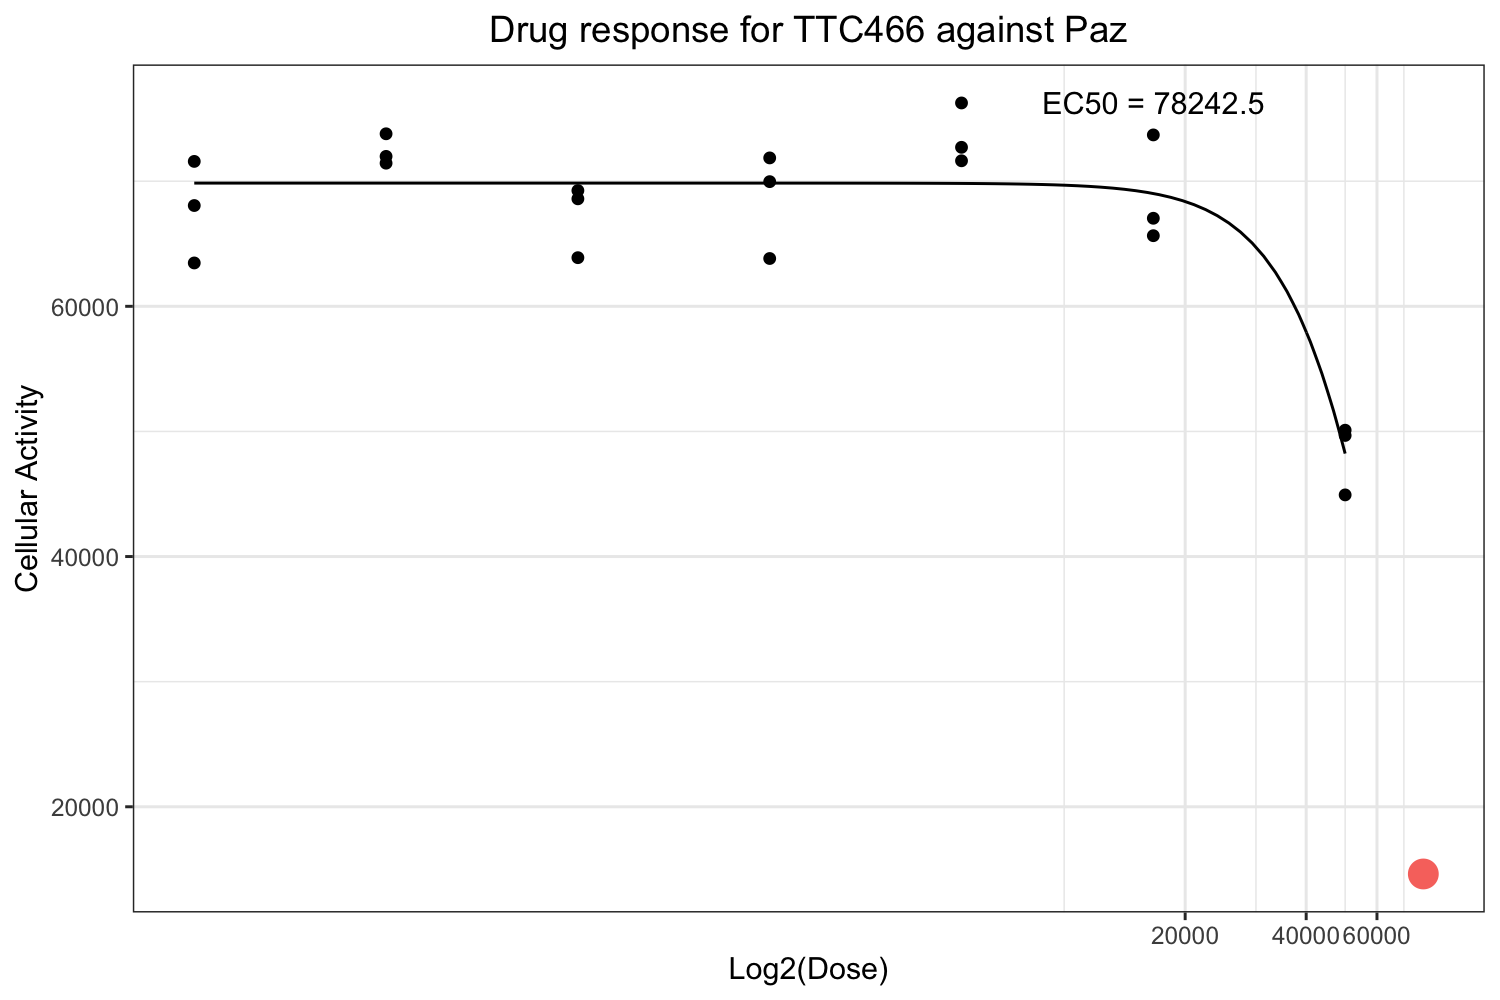 Drug response for TTC466 against Paz
EC50 = 78242.5
60000
40000
20000
Cellular Activity
20000
40000
60000
Log2(Dose)